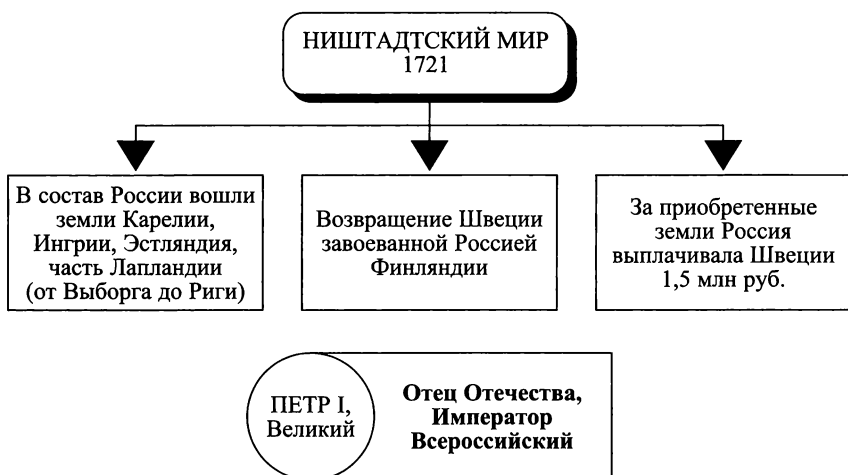 НИШТАДТСКИЙ МИР
1721
В состав России вошли
земли Карелии,
Ингрии, Эстляндия,
часть Лапландии
(от Выборга до Риги)
Возвращение Швеции
завоеванной Россией
Финляндии
За приобретенные
земли Россия
выплачивала Швеции
1,5 млн руб.
ПЕТР I,
Великий
Отец Отечества,
Император
Всероссийский